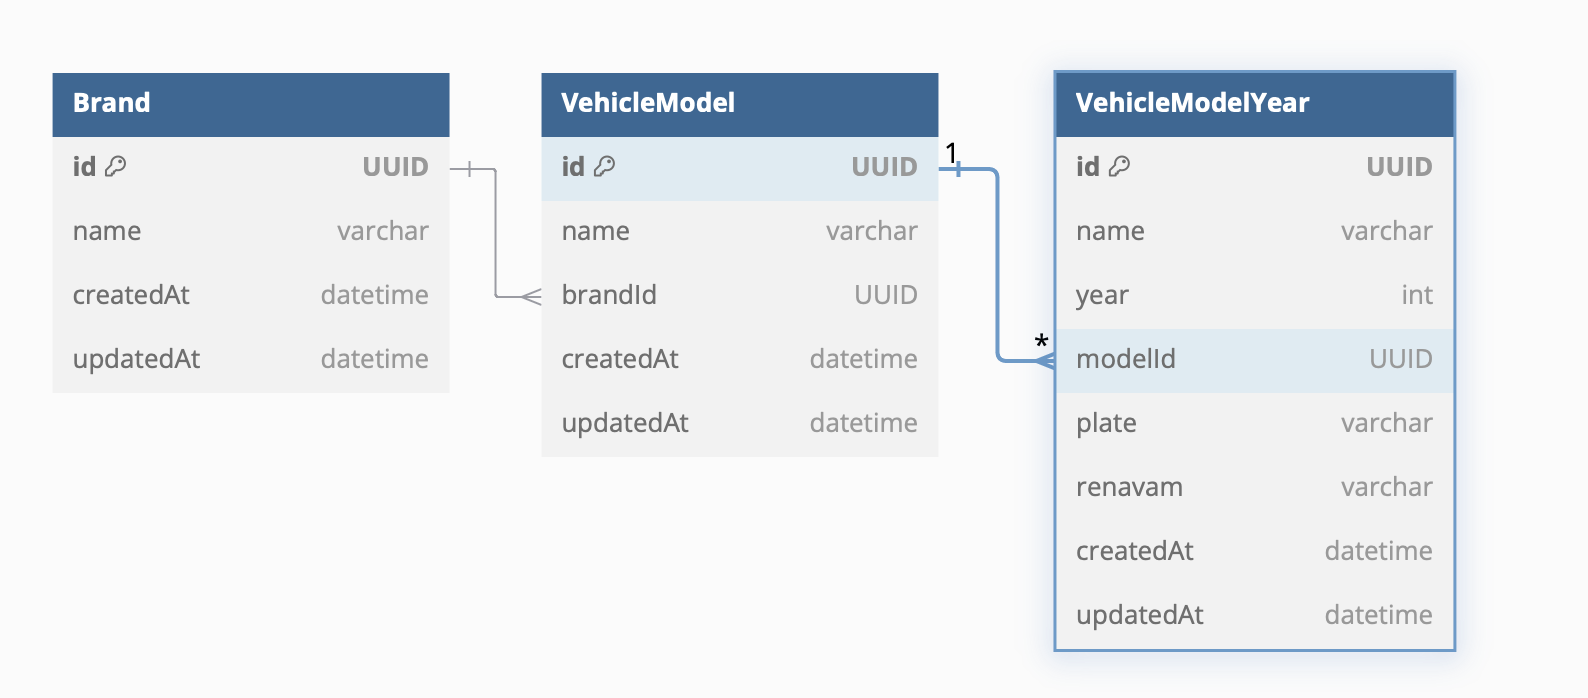 Brand
id UUID
name varchar
createdAt datetime
updatedAt datetime
VehicleModel
id UUID
name varchar
brandId UUID
createdAt datetime
updatedAt datetime
1
*
VehicleModelYear
id UUID
name varchar
year int
modelId UUID
plate varchar
renavam varchar
createdAt datetime
updatedAt datetime